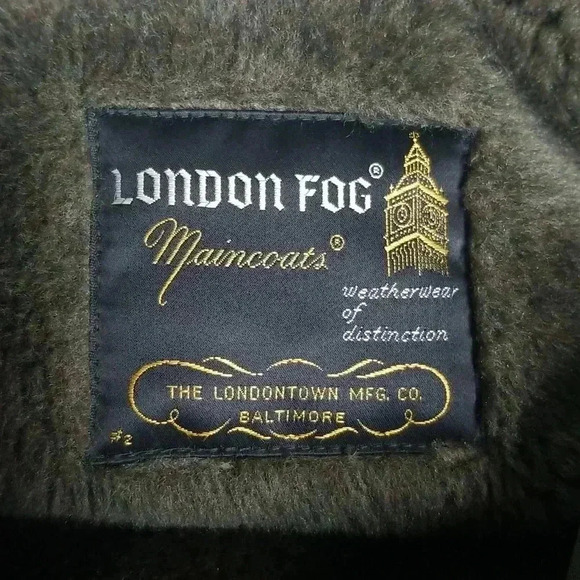 LONDON FOG®
Maincoats®
weatherwear
of
distinction
THE LONDONTOWN MFG. CO.
BALTIMORE
#2